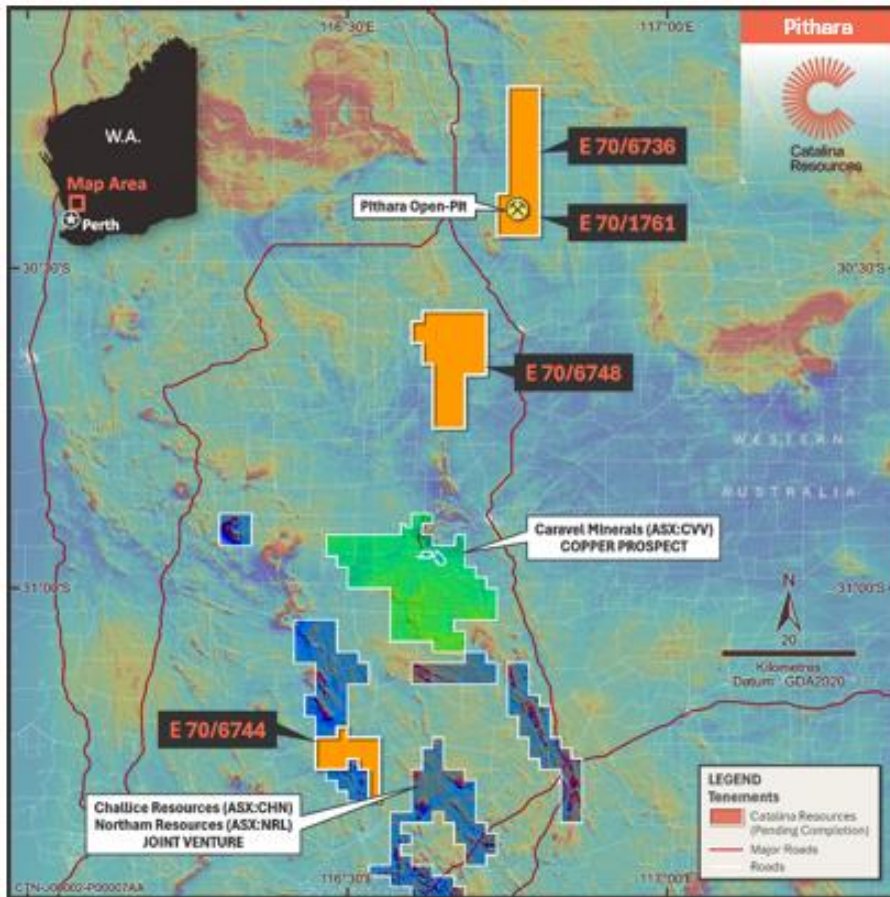 116°30'E
117°00'E
Pithara
Catalina
Resources
W.A.
Map Area
Perth
E 70/6736
Pithara Open-Pit
E 70/1761
30°30'S
30°30'S
E 70/6748
WESTERN
AUSTRALIA
Caravel Minerals (ASX:CVV)
COPPER PROSPECT
31°00'S
31°00'S
N
20
Kilometres
Datum : GDA2020
E 70/6744
Challice Resources (ASX:CHN)
Northam Resources (ASX:NRL)
JOINT VENTURE
LEGEND
Tenements
Catalina Resources
(Pending Completion)
Major Roads
Roads
116°30'E
117°00'E